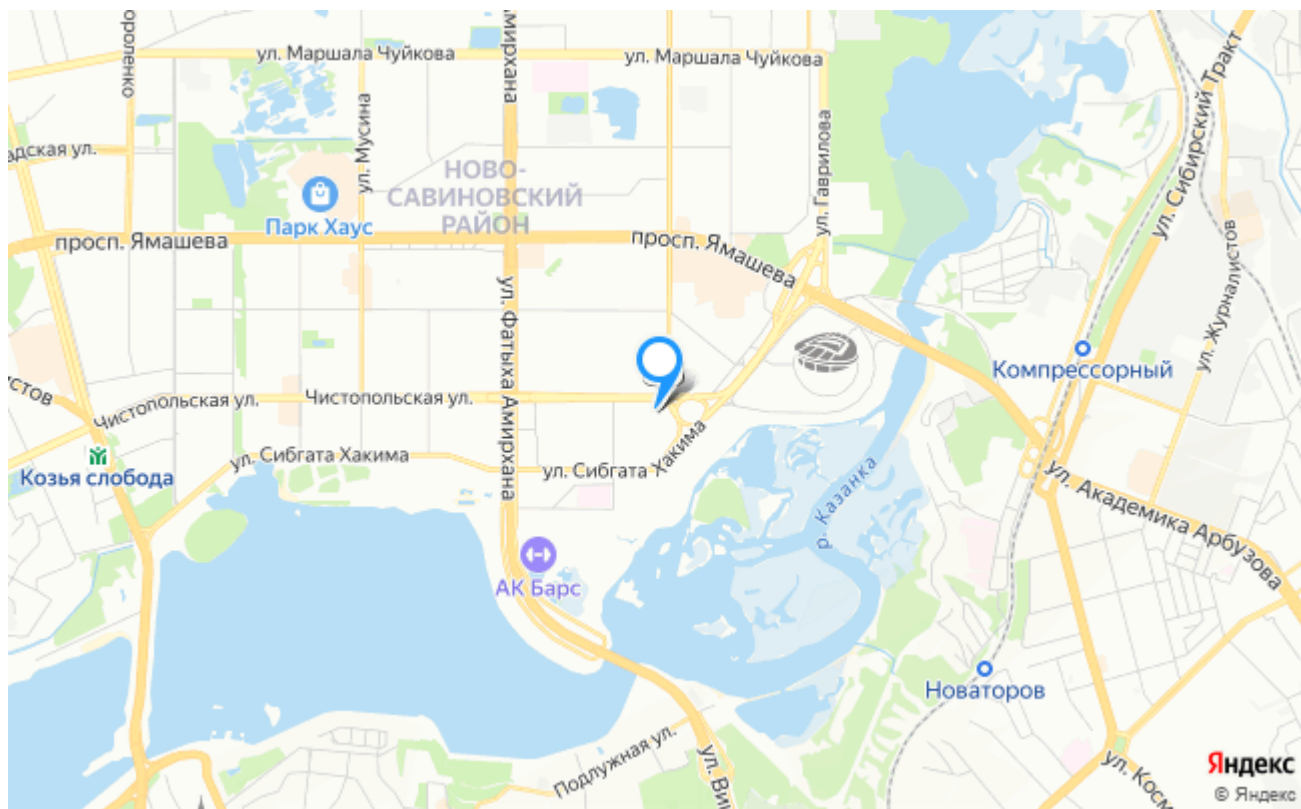 ул. Маршала Чуйкова
ул. Маршала Чуйкова
ул. Сибирский Тракт
ул. Мусина
ул. Гаврилова
НОВО-
САВИНОВСКИЙ
РАЙОН
Парк Хаус
просп. Ямашева
просп. Ямашева
ул. Журналистов
ул. Фатыха Амирхана
Компрессорный
Чистопольская ул.
Чистопольская ул.
ул. Сибгата Хакима
ул. Сибгата Хакима
Козья слобода
р. Казанка
ул. Академика Арбузова
АК Барс
Новаторов
Подлужная ул.
Яндекс
© Яндекс